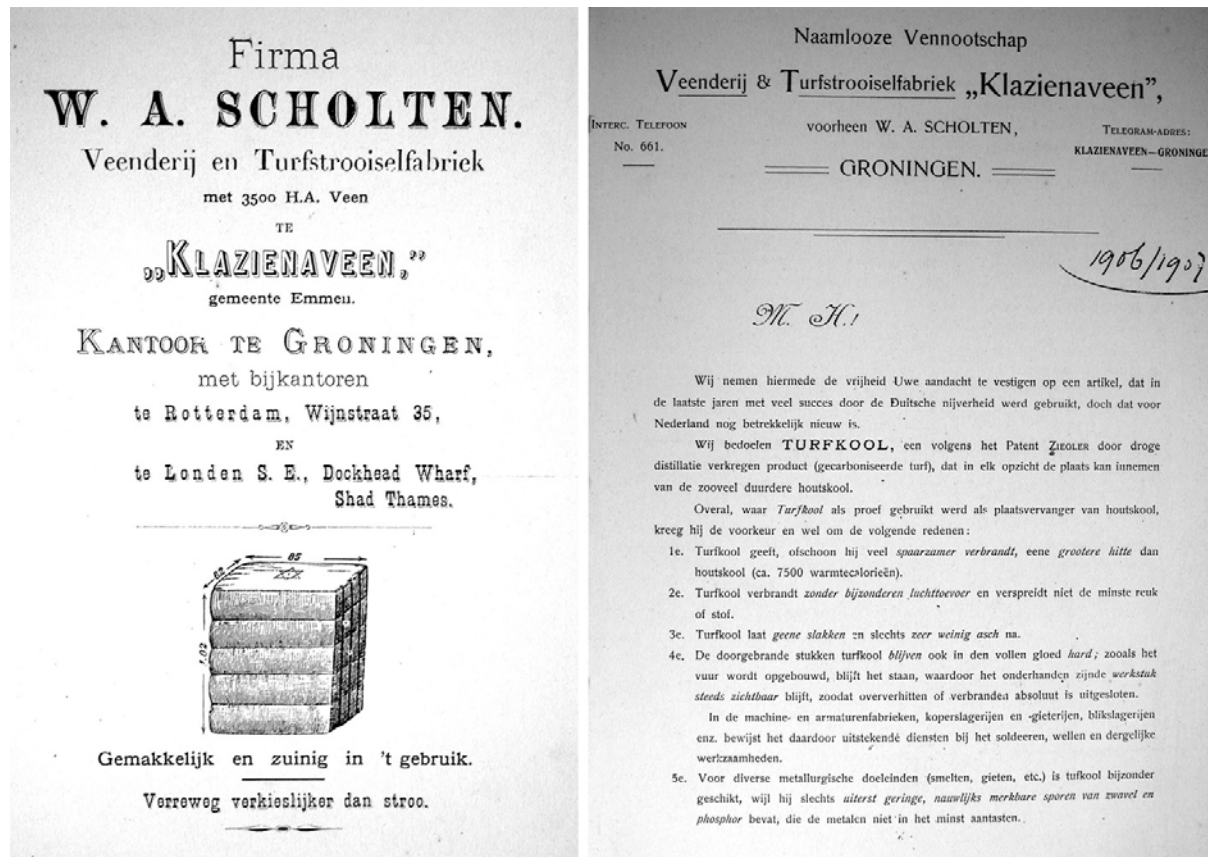 Firma
W. A. SCHOLTEN.
Veenderij en Turfstrooiselfabriek
met 3500 H.A. Veen
TE
„KLAZIENAVEEN,”
gemeente Emmen.
KANTOOR TE GRONINGEN,
met bijkantoren
te Rotterdam, Wijnstraat 35,
EN
te Londen S. E., Dockhead Wharf,
Shad Thames.
85
1.02
Gemakkelijk en zuinig in 't gebruik.
Verreweg verkieslijker dan stroo.
Naamlooze Vennootschap
Veenderij & Turfstrooiselfabriek „Klazienaveen”,
INTERC. TELEFOON
No. 661.
voorheen W. A. SCHOLTEN,
GRONINGEN.
TELEGRAM-ADRES:
KLAZIENAVEEN—GRONINGE
1906/1907
M. H.!
Wij nemen hiermede de vrijheid Uwe aandacht te vestigen op een artikel, dat in
de laatste jaren met veel succes door de Duitsche nijverheid werd gebruikt, doch dat voor
Nederland nog betrekkelijk nieuw is.
Wij bedoelen TURFKOOL, een volgens het Patent ZIEGLER door droge
distillatie verkregen product (gecarboniseerde turf), dat in elk opzicht de plaats kan innemen
van de zooveel duurdere houtskool.
Overal, waar Turfkool als proef gebruikt werd als plaatsvervanger van houtskool,
kreeg hij de voorkeur en wel om de volgende redenen:
1e. Turfkool geeft, ofschoon hij veel spaarzamer verbrandt, eene grootere hitte dan
houtskool (ca. 7500 warmtecalorieën).
2e. Turfkool verbrandt zonder bijzonderen luchttoevoer en verspreidt niet de minste reuk
of stof.
3e. Turfkool laat geene slakken en slechts zeer weinig asch na.
4e. De doorgebrande stukken turfkool blijven ook in den vollen gloed hard; zooals het
vuur wordt opgebouwd, blijft het staan, waardoor het onderhanden zijnde werkstuk
steeds zichtbaar blijft, zoodat oververhitten of verbranden absoluut is uitgesloten.
In de machine- en armaturenfabrieken, koperslagerijen en -gieterijen, blikslagerijen
enz. bewijst het daardoor uitstekende diensten bij het soldeeren, wellen en dergelijke
werkzaamheden.
5e. Voor diverse metallurgische doeleinden (smelten, gieten, etc.) is tufkool bijzonder
geschikt, wijl hij slechts uiterst geringe, nauwlijks merkbare sporen van zwavel en
phosphor bevat, die de metalen niet in het minst aantasten.